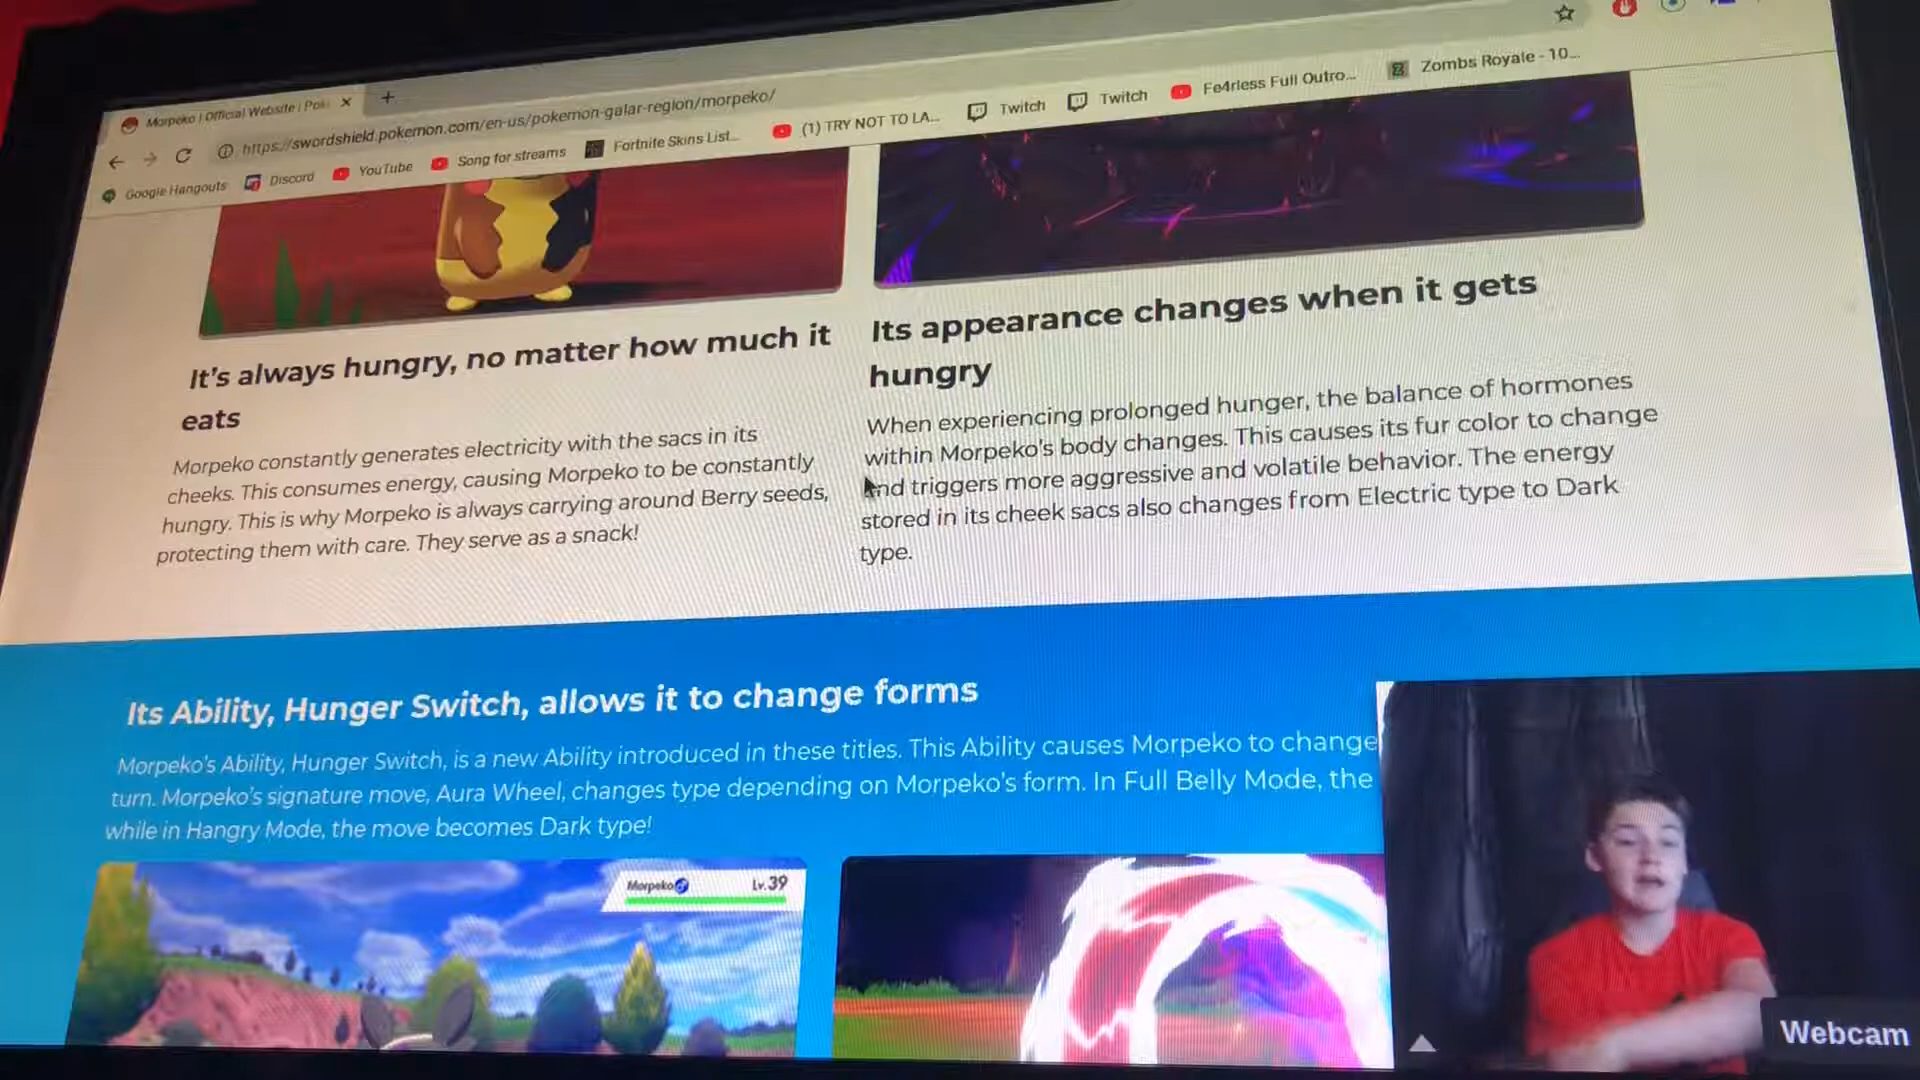 Morpeko | Official Website | Pok
https://swordshield.pokemon.com/en-us/pokemon-galar-region/morpeko/
Google Hangouts Discord YouTube Song for streams Fortnite Skins List... (1) TRY NOT TO LA... Twitch Twitch Fe4rless Full Outro... Zombs Royale - 10...
It's always hungry, no matter how much it
eats
Morpeko constantly generates electricity with the sacs in its
cheeks. This consumes energy, causing Morpeko to be constantly
hungry. This is why Morpeko is always carrying around Berry seeds,
protecting them with care. They serve as a snack!
Its appearance changes when it gets
hungry
When experiencing prolonged hunger, the balance of hormones
within Morpeko's body changes. This causes its fur color to change
and triggers more aggressive and volatile behavior. The energy
stored in its cheek sacs also changes from Electric type to Dark
type.
Its Ability, Hunger Switch, allows it to change forms
Morpeko's Ability, Hunger Switch, is a new Ability introduced in these titles. This Ability causes Morpeko to change
turn. Morpeko's signature move, Aura Wheel, changes type depending on Morpeko's form. In Full Belly Mode, the
while in Hangry Mode, the move becomes Dark type!
Morpeko Lv.39
Webcam